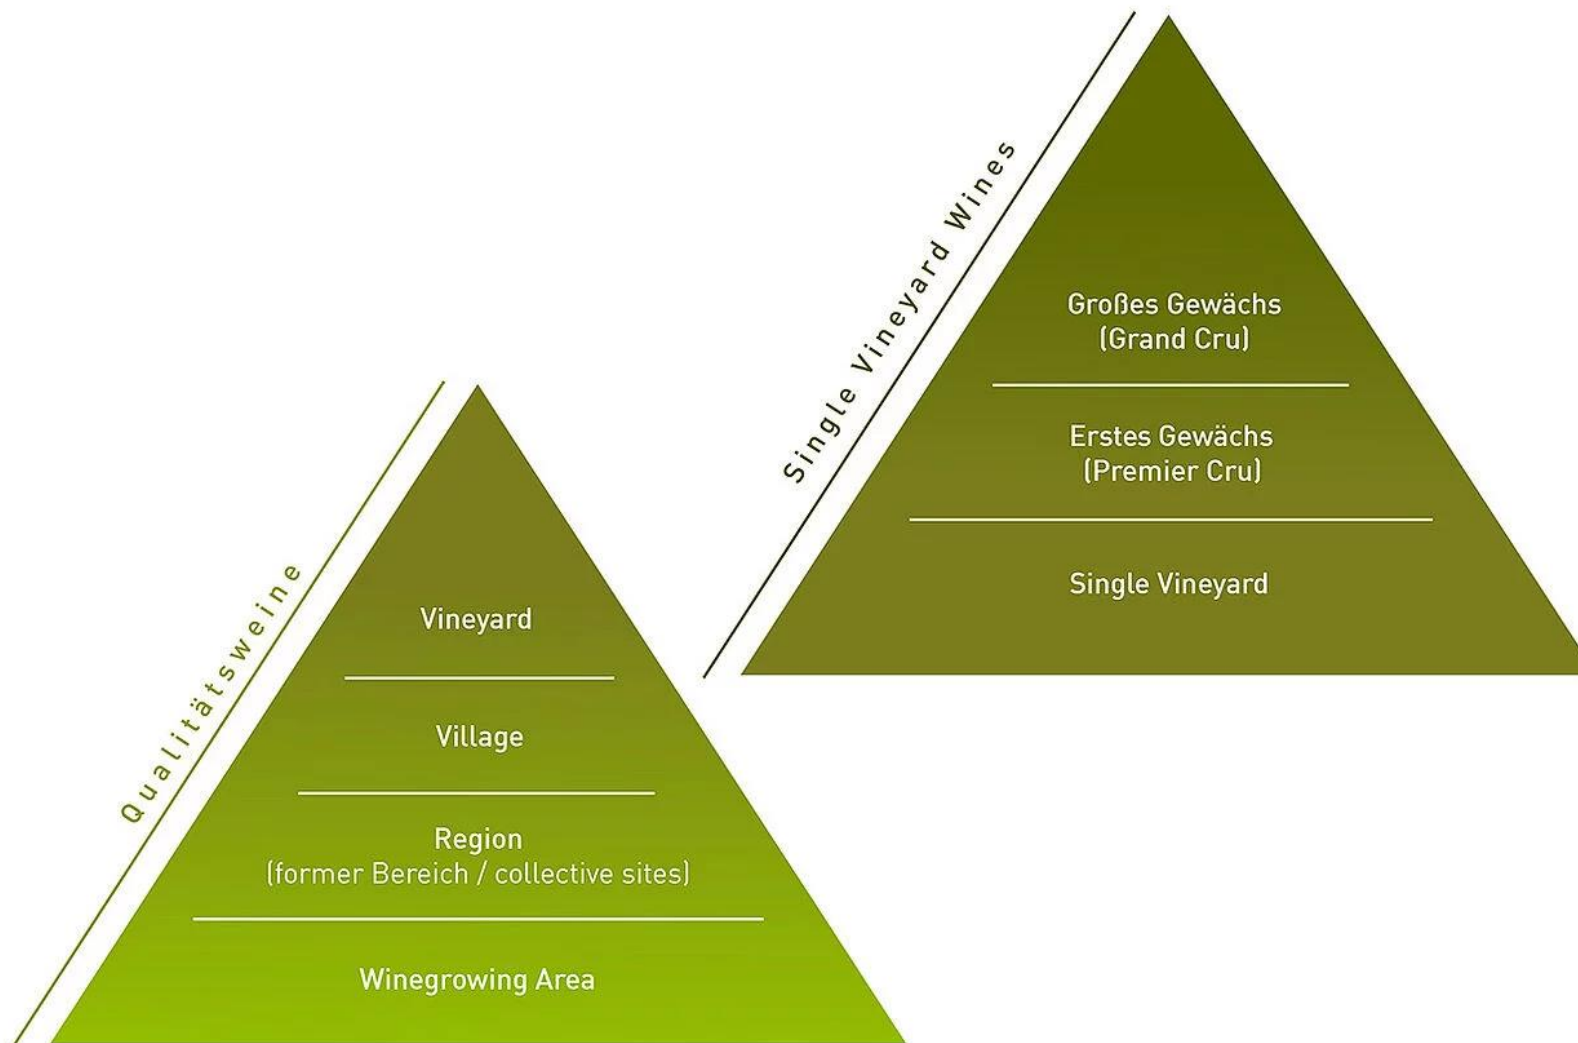 Single Vineyard Wines
Großes Gewächs
(Grand Cru)
Erstes Gewächs
(Premier Cru)
Single Vineyard
Qualitätsweine
Vineyard
Village
Region
(former Bereich / collective sites)
Winegrowing Area